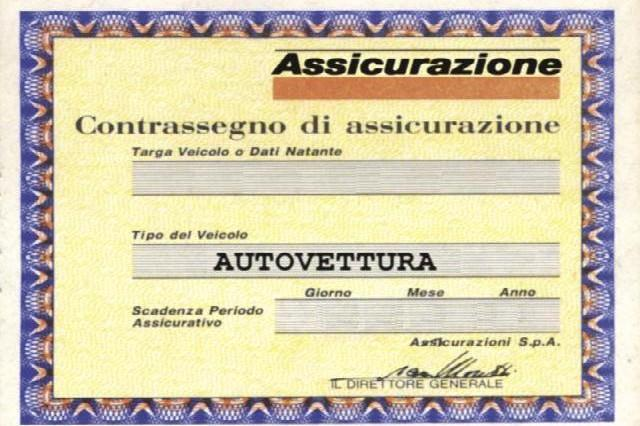 Assicurazione
Contrassegno di assicurazione
Targa Veicolo o Dati Natante
Tipo del Veicolo
AUTOVETTURA
Giorno Mese Anno
Scadenza Periodo
Assicurativo
Assicurazioni S.p.A.
IL DIRETTORE GENERALE